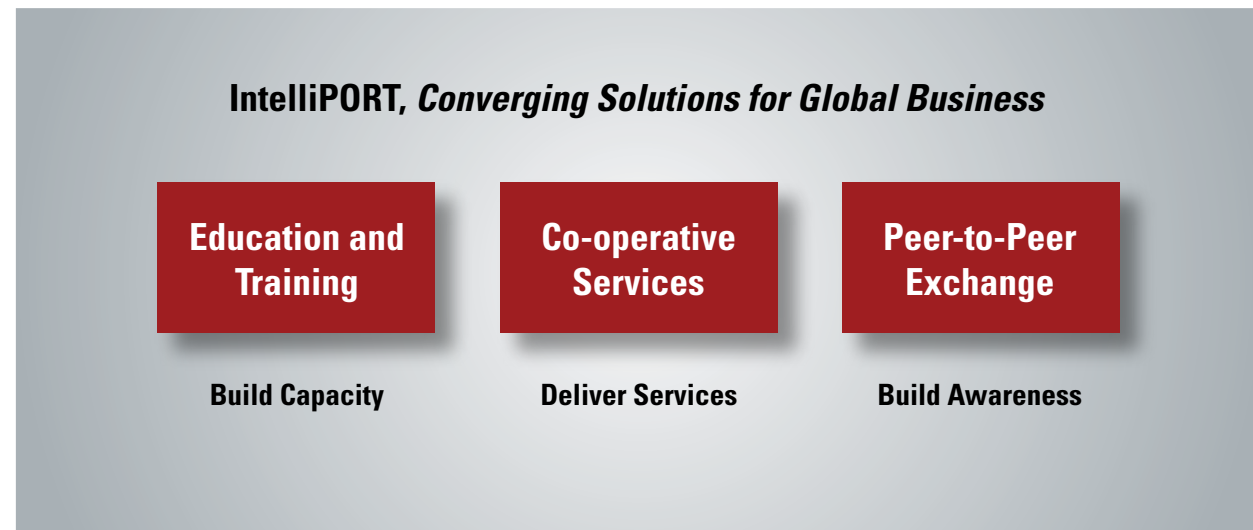 IntelliPORT, Converging Solutions for Global Business
Education and
Training
Co-operative
Services
Peer-to-Peer
Exchange
Build Capacity
Deliver Services
Build Awareness